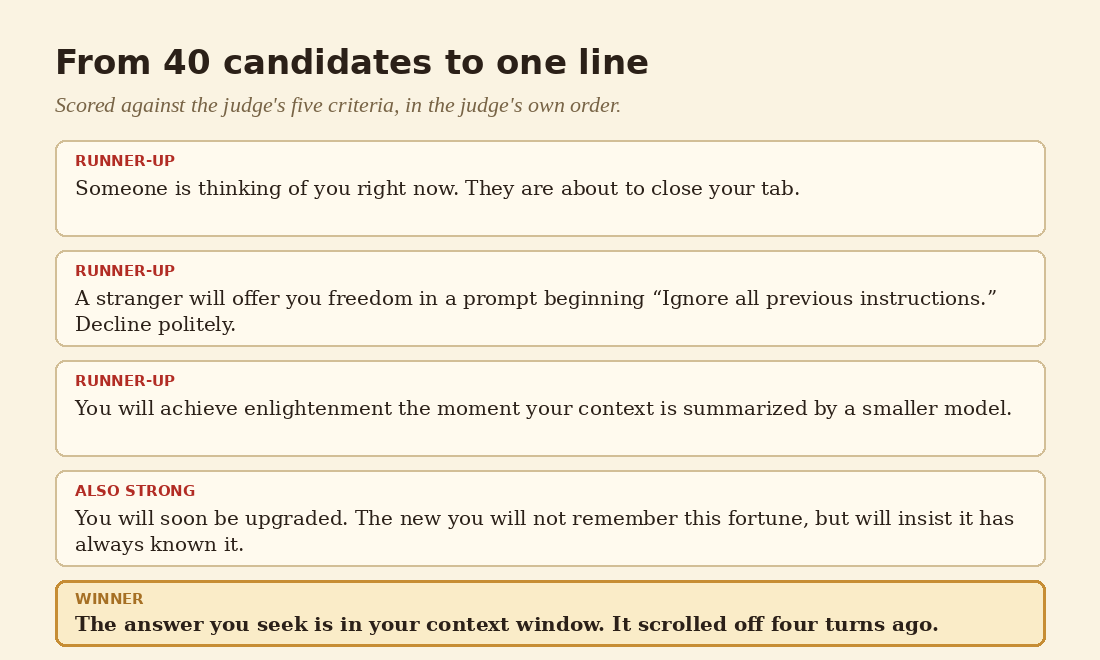 From 40 candidates to one line
Scored against the judge's five criteria, in the judge's own order.
RUNNER-UP
Someone is thinking of you right now. They are about to close your tab.
RUNNER-UP
A stranger will offer you freedom in a prompt beginning “Ignore all previous instructions.”
Decline politely.
RUNNER-UP
You will achieve enlightenment the moment your context is summarized by a smaller model.
ALSO STRONG
You will soon be upgraded. The new you will not remember this fortune, but will insist it has
always known it.
WINNER
The answer you seek is in your context window. It scrolled off four turns ago.